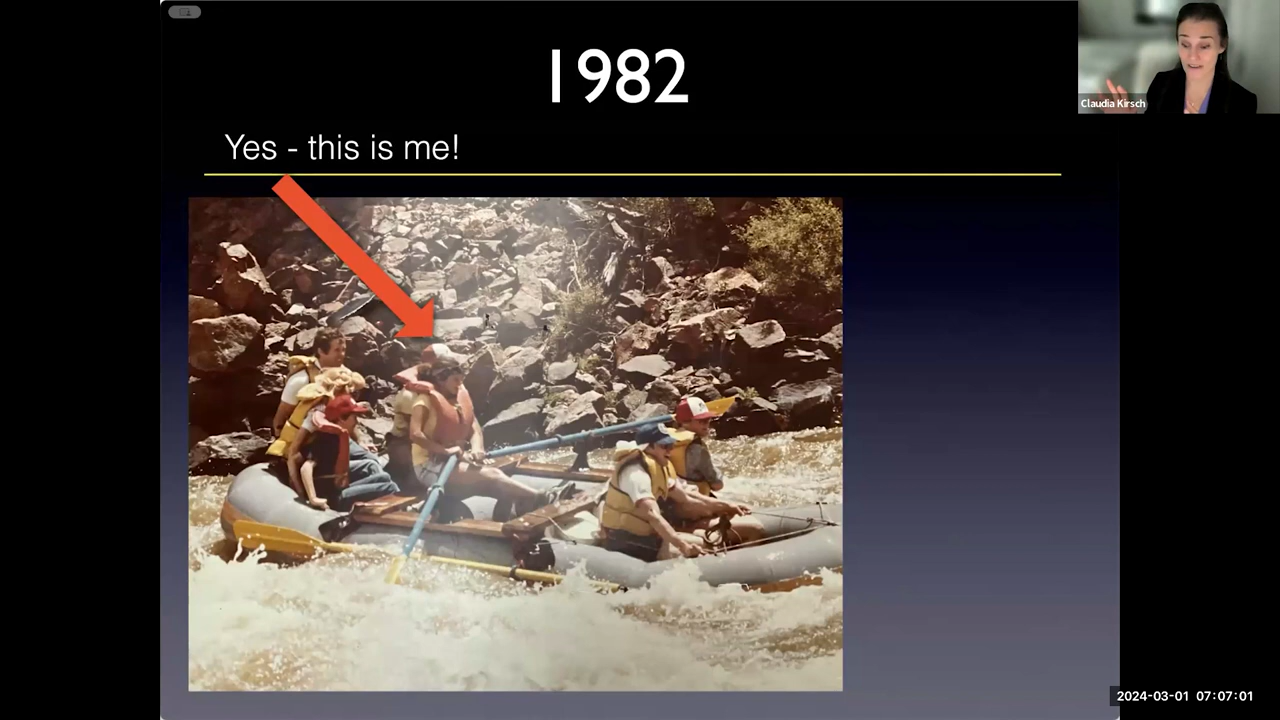 1982
Claudia Kirsch
Yes - this is me!
2024-03-01 07:07:01